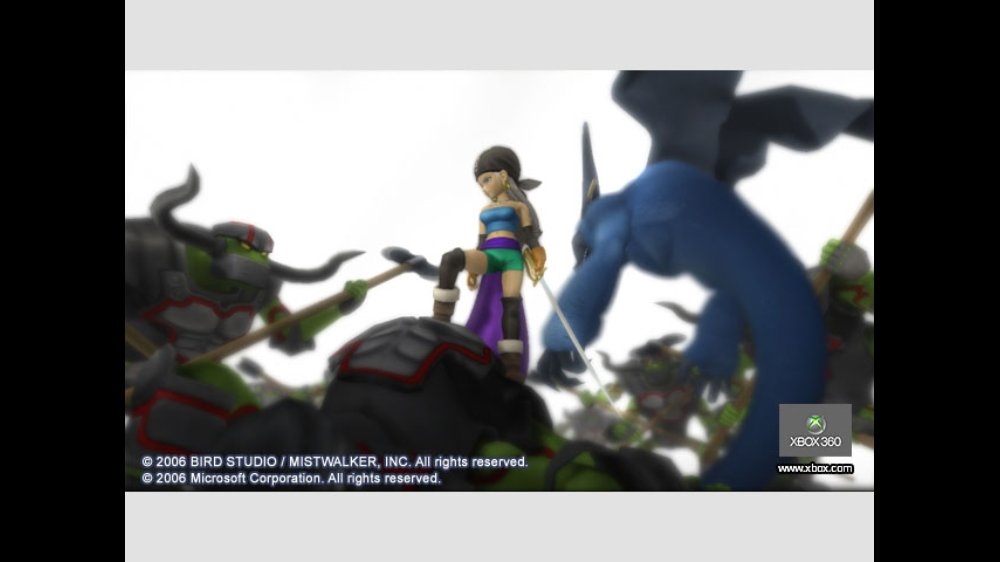 XBOX 360
www.xbox.com
© 2006 BIRD STUDIO / MISTWALKER, INC. All rights reserved.
© 2006 Microsoft Corporation. All rights reserved.